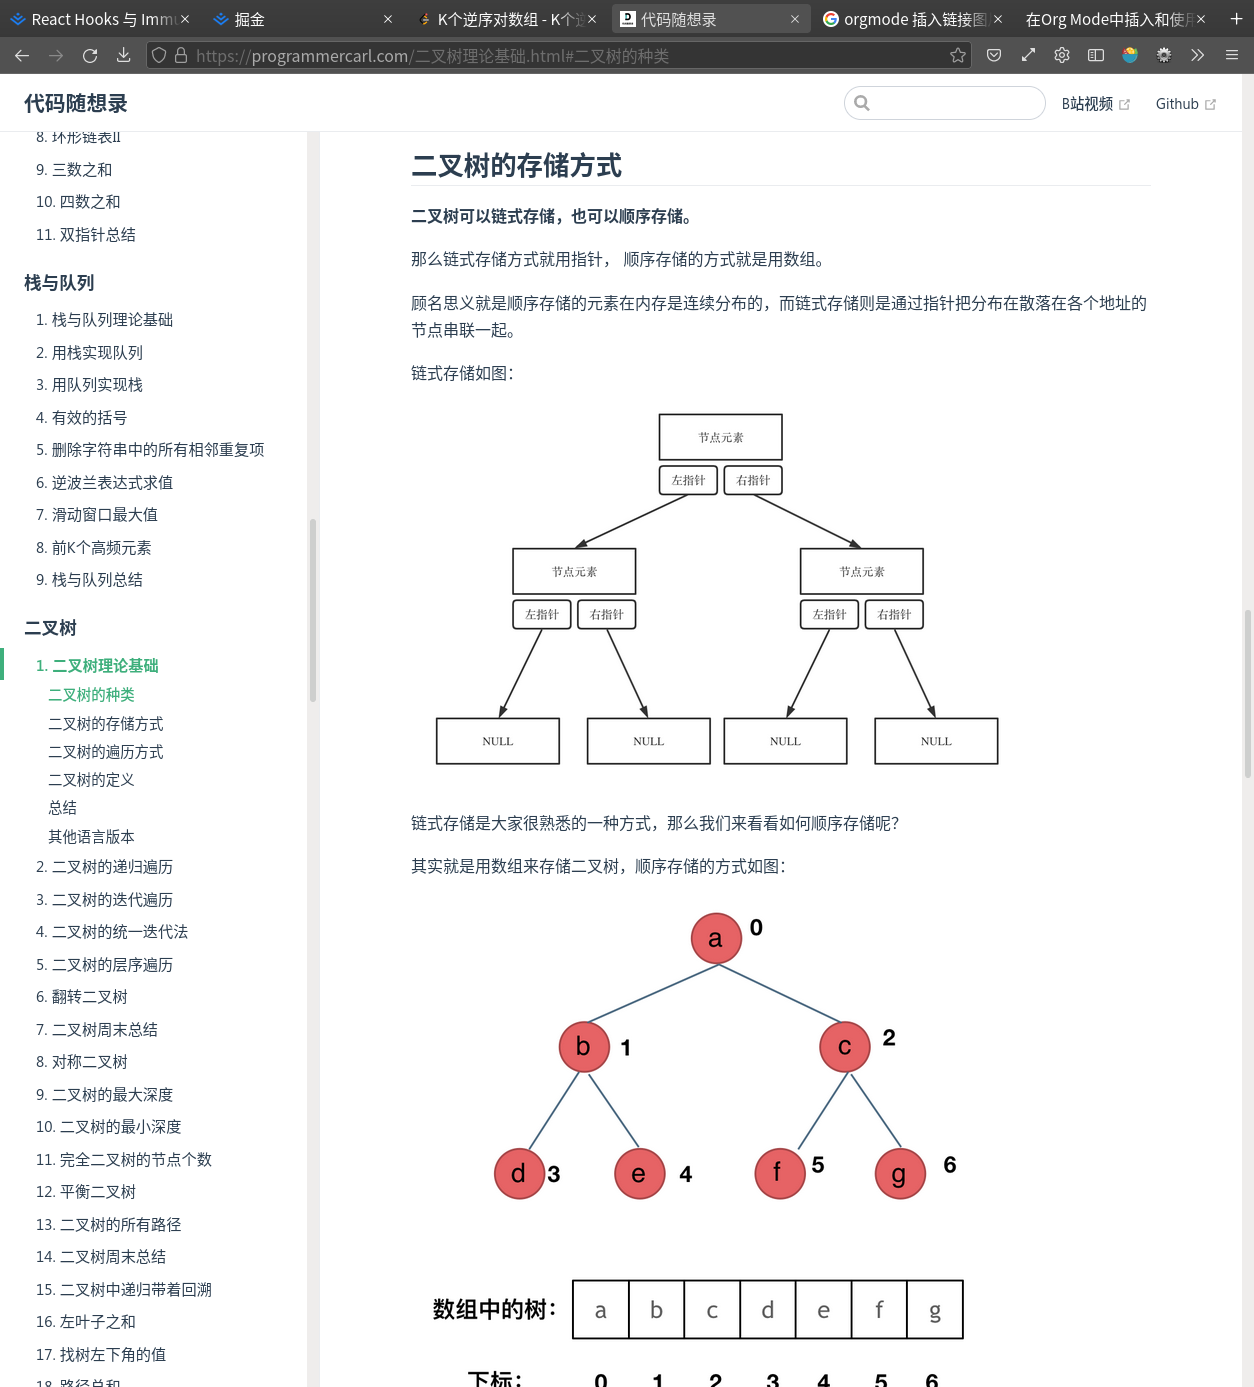 React Hooks 与 Immu
掘金
K个逆序对数组 - K个逆
代码随想录
orgmode 插入链接图
在Org Mode中插入和使用
https://programmercarl.com/二叉树理论基础.html#二叉树的种类
代码随想录
B站视频
Github
8. 环形链表II
9. 三数之和
10. 四数之和
11. 双指针总结
栈与队列
1. 栈与队列理论基础
2. 用栈实现队列
3. 用队列实现栈
4. 有效的括号
5. 删除字符串中的所有相邻重复项
6. 逆波兰表达式求值
7. 滑动窗口最大值
8. 前K个高频元素
9. 栈与队列总结
二叉树
1. 二叉树理论基础
二叉树的种类
二叉树的存储方式
二叉树的遍历方式
二叉树的定义
总结
其他语言版本
2. 二叉树的递归遍历
3. 二叉树的迭代遍历
4. 二叉树的统一迭代法
5. 二叉树的层序遍历
6. 翻转二叉树
7. 二叉树周末总结
8. 对称二叉树
9. 二叉树的最大深度
10. 二叉树的最小深度
11. 完全二叉树的节点个数
12. 平衡二叉树
13. 二叉树的所有路径
14. 二叉树周末总结
15. 二叉树中递归带着回溯
16. 左叶子之和
17. 找树左下角的值
18. 路径总和
二叉树的存储方式
二叉树可以链式存储，也可以顺序存储。
那么链式存储方式就用指针， 顺序存储的方式就是用数组。
顾名思义就是顺序存储的元素在内存是连续分布的，而链式存储则是通过指针把分布在散落在各个地址的
节点串联一起。
链式存储如图：
节点元素
左指针 右指针
节点元素 节点元素
左指针 右指针 左指针 右指针
NULL NULL NULL NULL
链式存储是大家很熟悉的一种方式，那么我们来看看如何顺序存储呢？
其实就是用数组来存储二叉树，顺序存储的方式如图：
a 0
b 1 c 2
d 3 e 4 f 5 g 6
数组中的树： a b c d e f g
下标： 0 1 2 3 4 5 6